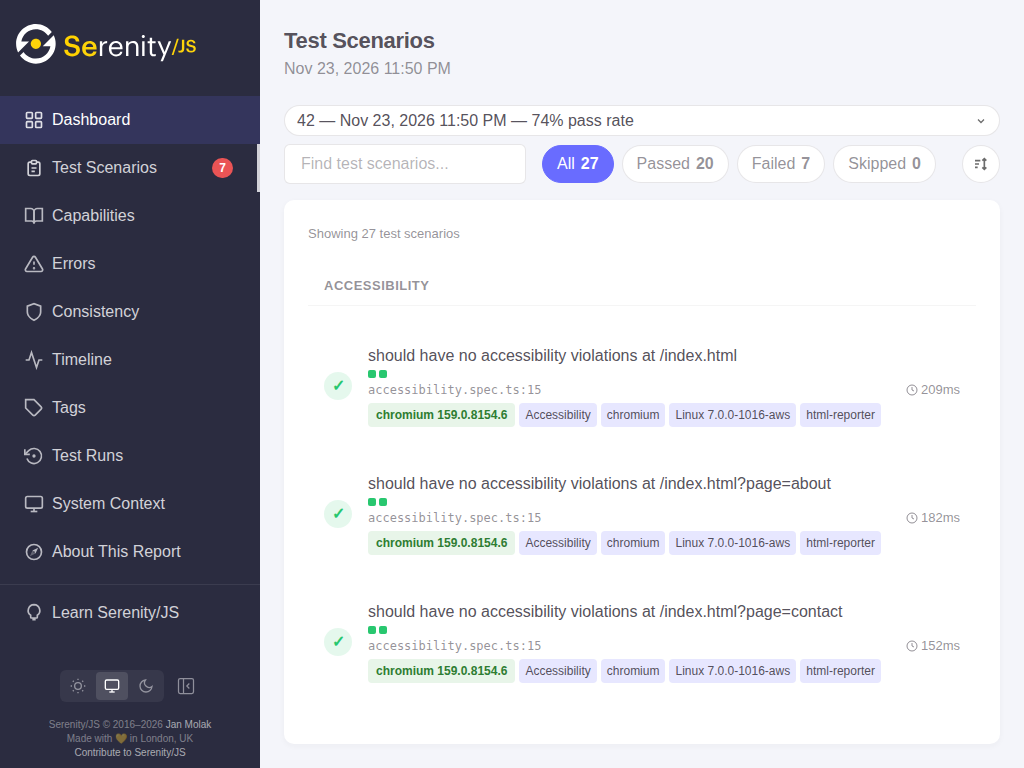 Serenity/JS
Dashboard
Test Scenarios 7
Capabilities
Errors
Consistency
Timeline
Tags
Test Runs
System Context
About This Report
Learn Serenity/JS
Serenity/JS © 2016–2026 Jan Molak
Made with 💛 in London, UK
Contribute to Serenity/JS
Test Scenarios
Nov 23, 2026 11:50 PM
42 — Nov 23, 2026 11:50 PM — 74% pass rate
Find test scenarios... All 27 Passed 20 Failed 7 Skipped 0
Showing 27 test scenarios
ACCESSIBILITY
should have no accessibility violations at /index.html
accessibility.spec.ts:15 209ms
chromium 159.0.8154.6 Accessibility chromium Linux 7.0.0-1016-aws html-reporter
should have no accessibility violations at /index.html?page=about
accessibility.spec.ts:15 182ms
chromium 159.0.8154.6 Accessibility chromium Linux 7.0.0-1016-aws html-reporter
should have no accessibility violations at /index.html?page=contact
accessibility.spec.ts:15 152ms
chromium 159.0.8154.6 Accessibility chromium Linux 7.0.0-1016-aws html-reporter